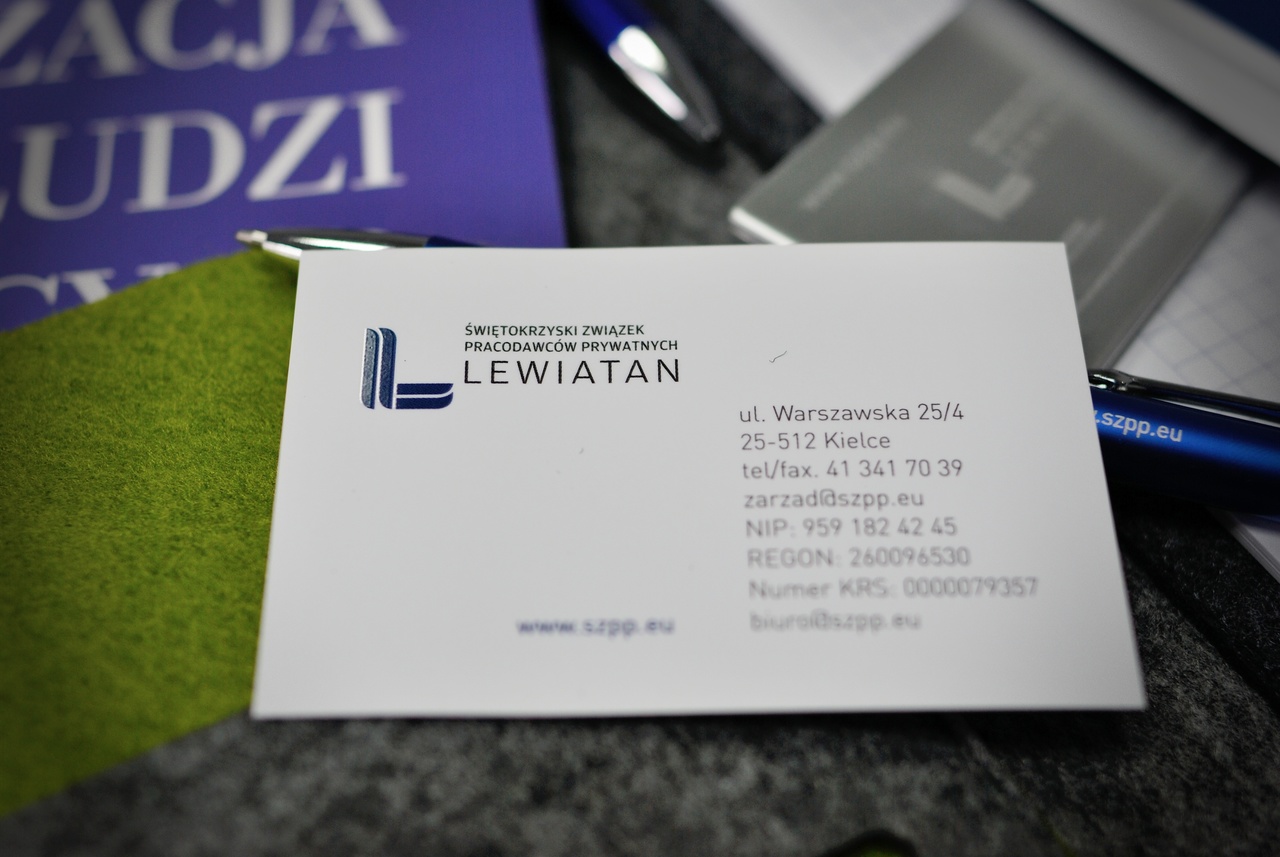 ZACJA
LUDZI
ŚWIĘTOKRZYSKI ZWIĄZEK
PRACODAWCÓW PRYWATNYCH
LEWIATAN
ul. Warszawska 25/4
25-512 Kielce
tel/fax. 41 341 70 39
zarzad@szpp.eu
NIP: 959 182 42 45
REGON: 260096530
Numer KRS: 0000079357
biuro@szpp.eu
www.szpp.eu
.szpp.eu